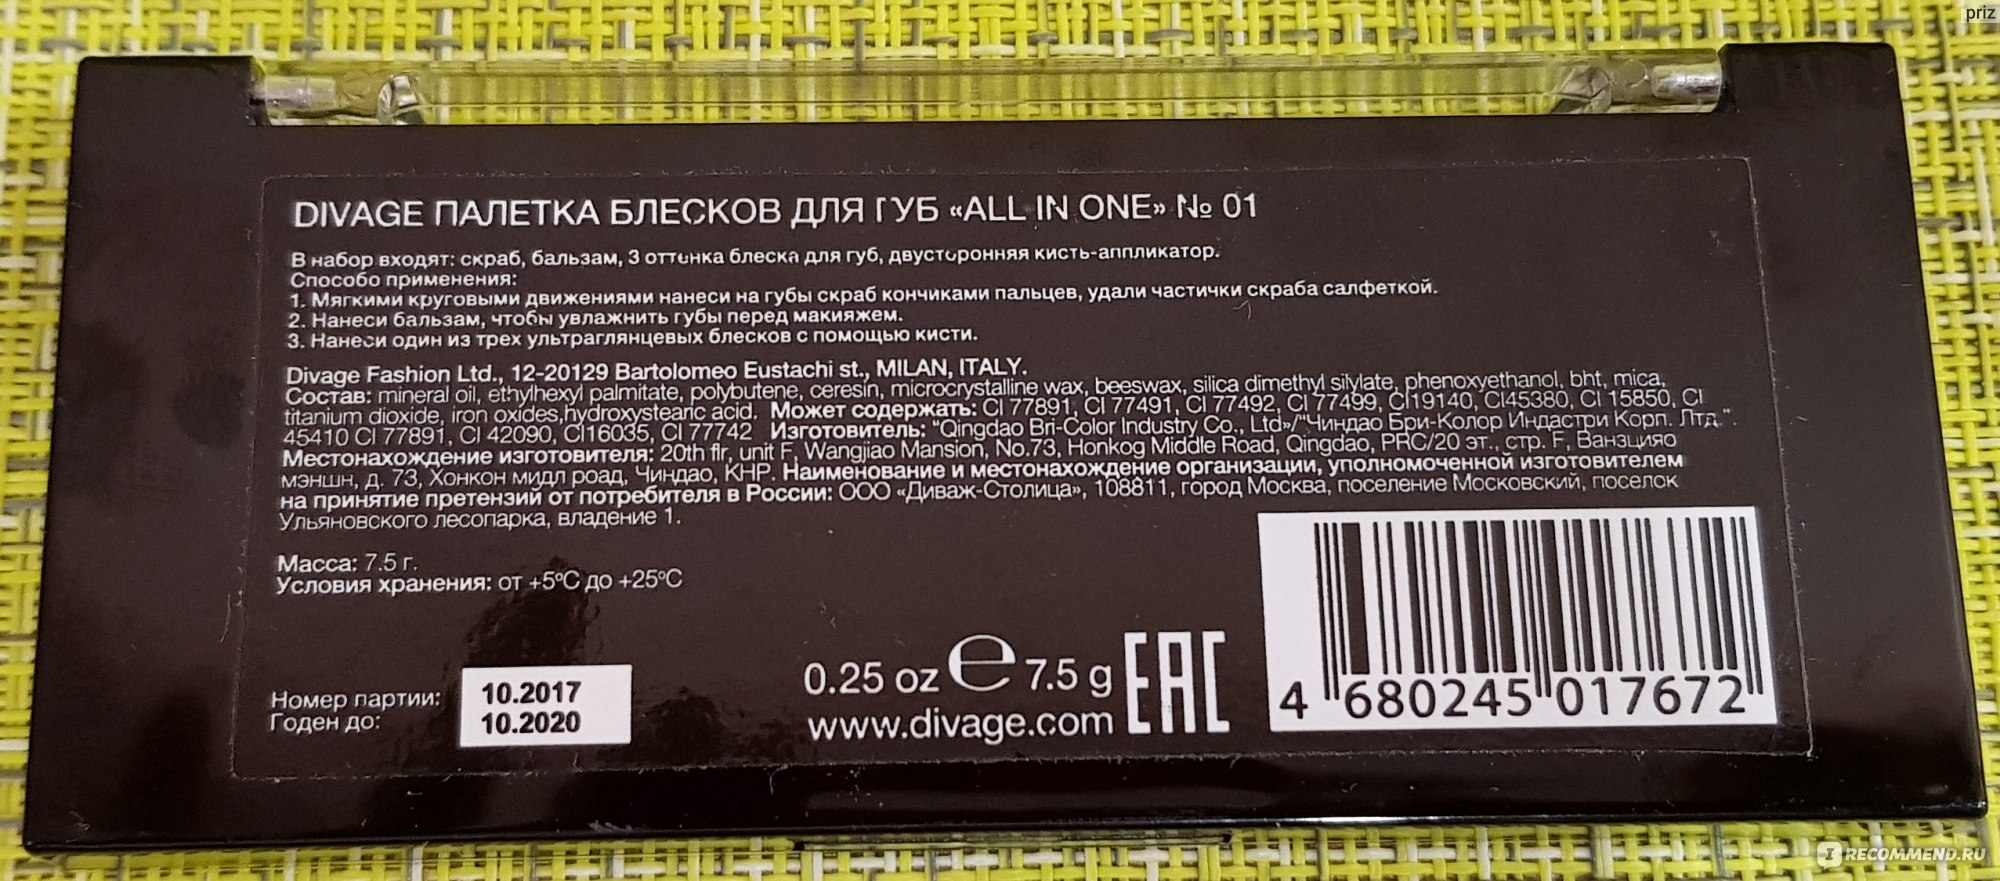 priz
DIVAGE ПАЛЕТКА БЛЕСКОВ ДЛЯ ГУБ «ALL IN ONE» № 01
В набор входят: скраб, бальзам, 3 оттенка блеска для губ, двусторонняя кисть-аппликатор.
Способо применения:
1. Мягкими круговыми движениями нанеси на губы скраб кончиками пальцев, удали частички скраба салфеткой.
2. Нанеси бальзам, чтобы увлажнить губы перед макияжем.
3. Нанеси один из трех ультраглянцевых блесков с помощью кисти.
Divage Fashion Ltd., 12-20129 Bartolomeo Eustachi st., MILAN, ITALY.
Состав: mineral oil, ethylhexyl palmitate, polybutene, ceresin, microcrystalline wax, beeswax, silica dimethyl silylate, phenoxyethanol, bht, mica,
titanium dioxide, iron oxides,hydroxystearic acid. Может содержать: CI 77891, CI 77491, CI 77492, CI 77499, CI19140, CI45380, CI 15850, CI
45410 CI 77891, CI 42090, CI16035, CI 77742 Изготовитель: "Qingdao Bri-Color Industry Co., Ltd»/"Чиндао Бри-Колор Индастри Корп. Лтд.".
Местонахождение изготовителя: 20th flr, unit F, Wangjiao Mansion, No.73, Honkog Middle Road, Qingdao, PRC/20 эт., стр. F, Ванзцияо
мэншн, д. 73, Хонкон мидл роад, Чиндао, КНР. Наименование и местонахождение организации, уполномоченной изготовителем
на принятие претензий от потребителя в России: ООО «Диваж-Столица», 108811, город Москва, поселение Московский, поселок
Ульяновского лесопарка, владение 1.
Масса: 7.5 г.
Условия хранения: от +5°C до +25°C
Номер партии: 10.2017
Годен до: 10.2020
0.25 oz ℮ 7.5 g EAC
www.divage.com
4 680245 017672
IRECOMMEND.RU